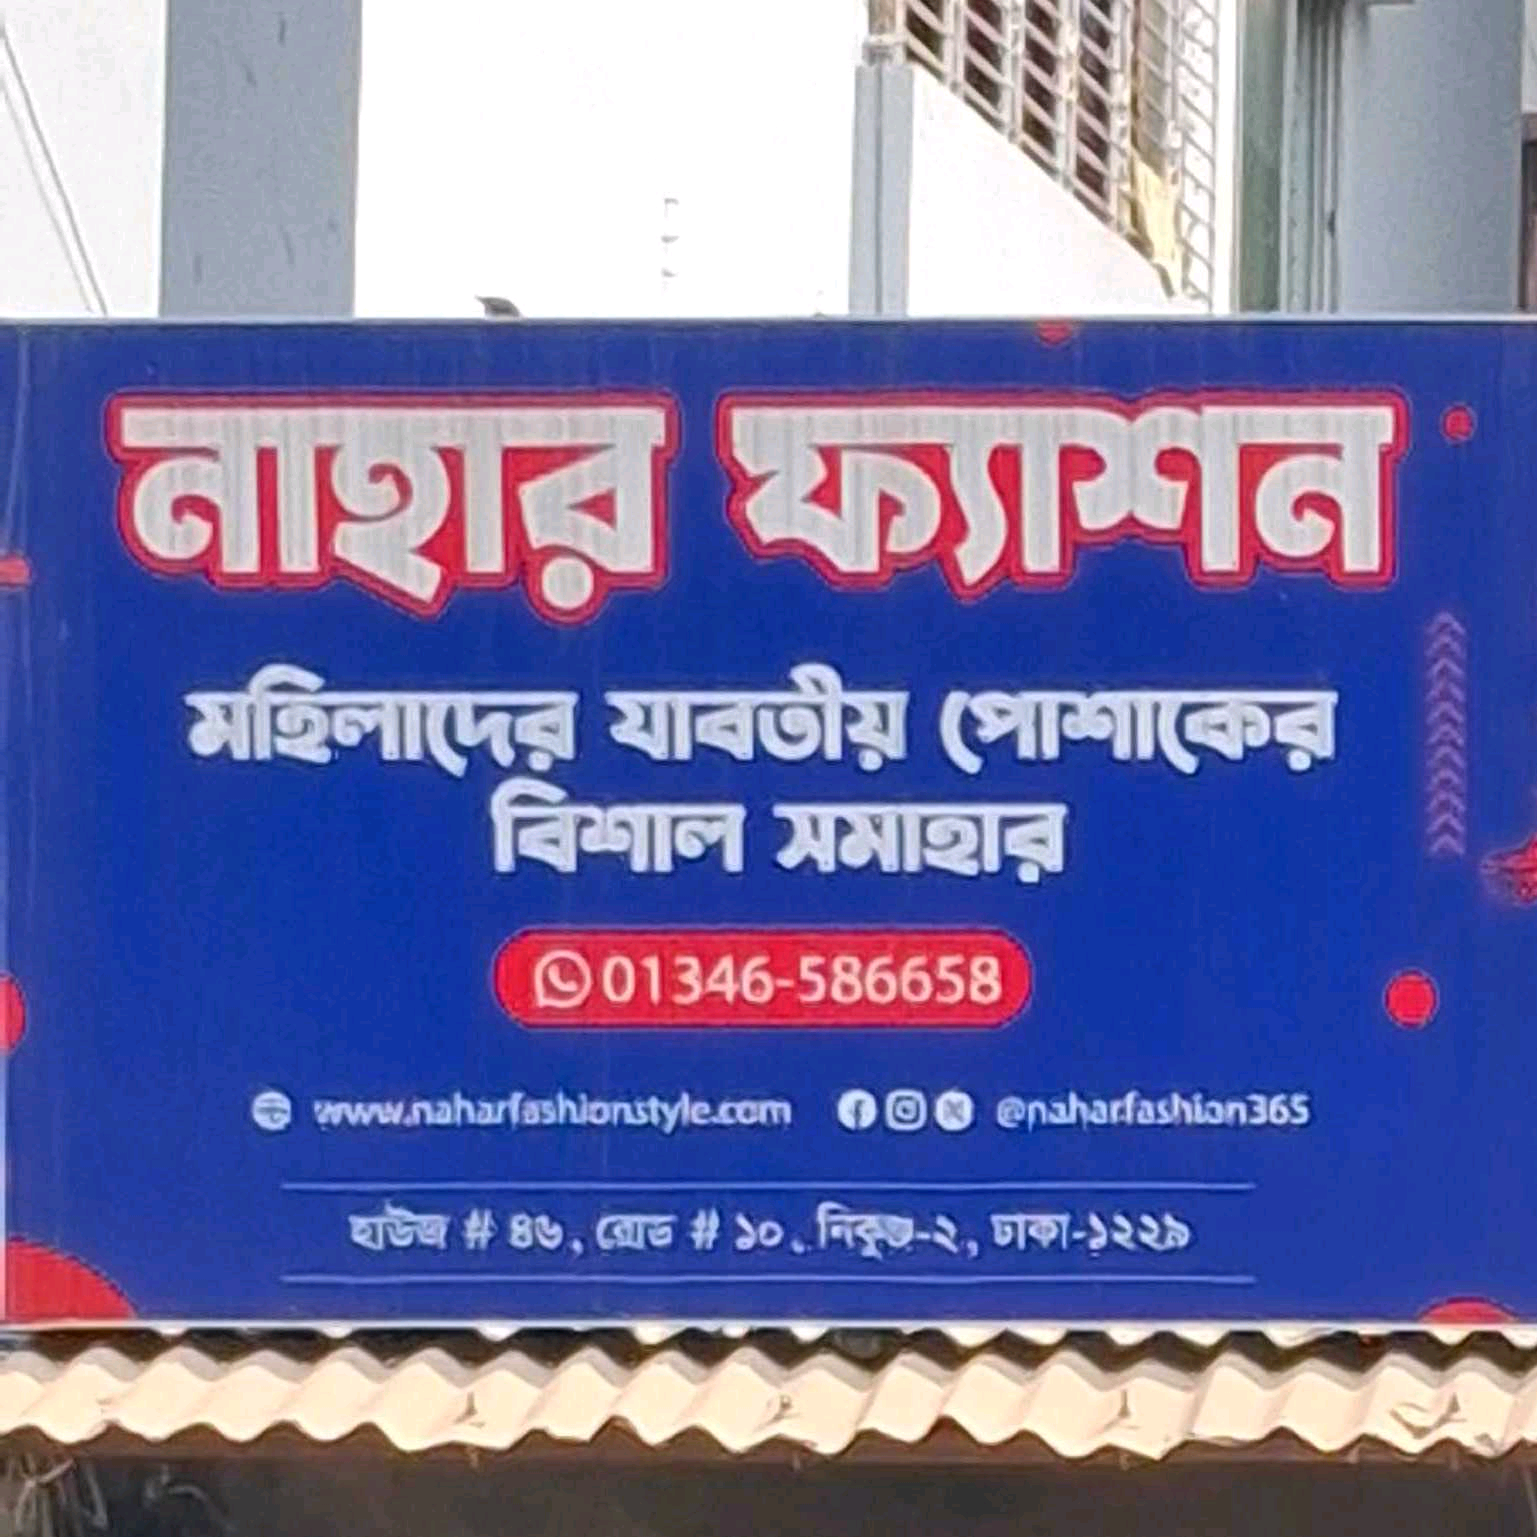 নাহার ফ্যাশন
মহিলাদের যাবতীয় পোশাকের
বিশাল সমাহার
01346-586658
www.naharfashionstyle.com @naharfashion365
হাউজ # ৪৬, রোড # ১০, নিকুঞ্জ-২, ঢাকা-১২২৯